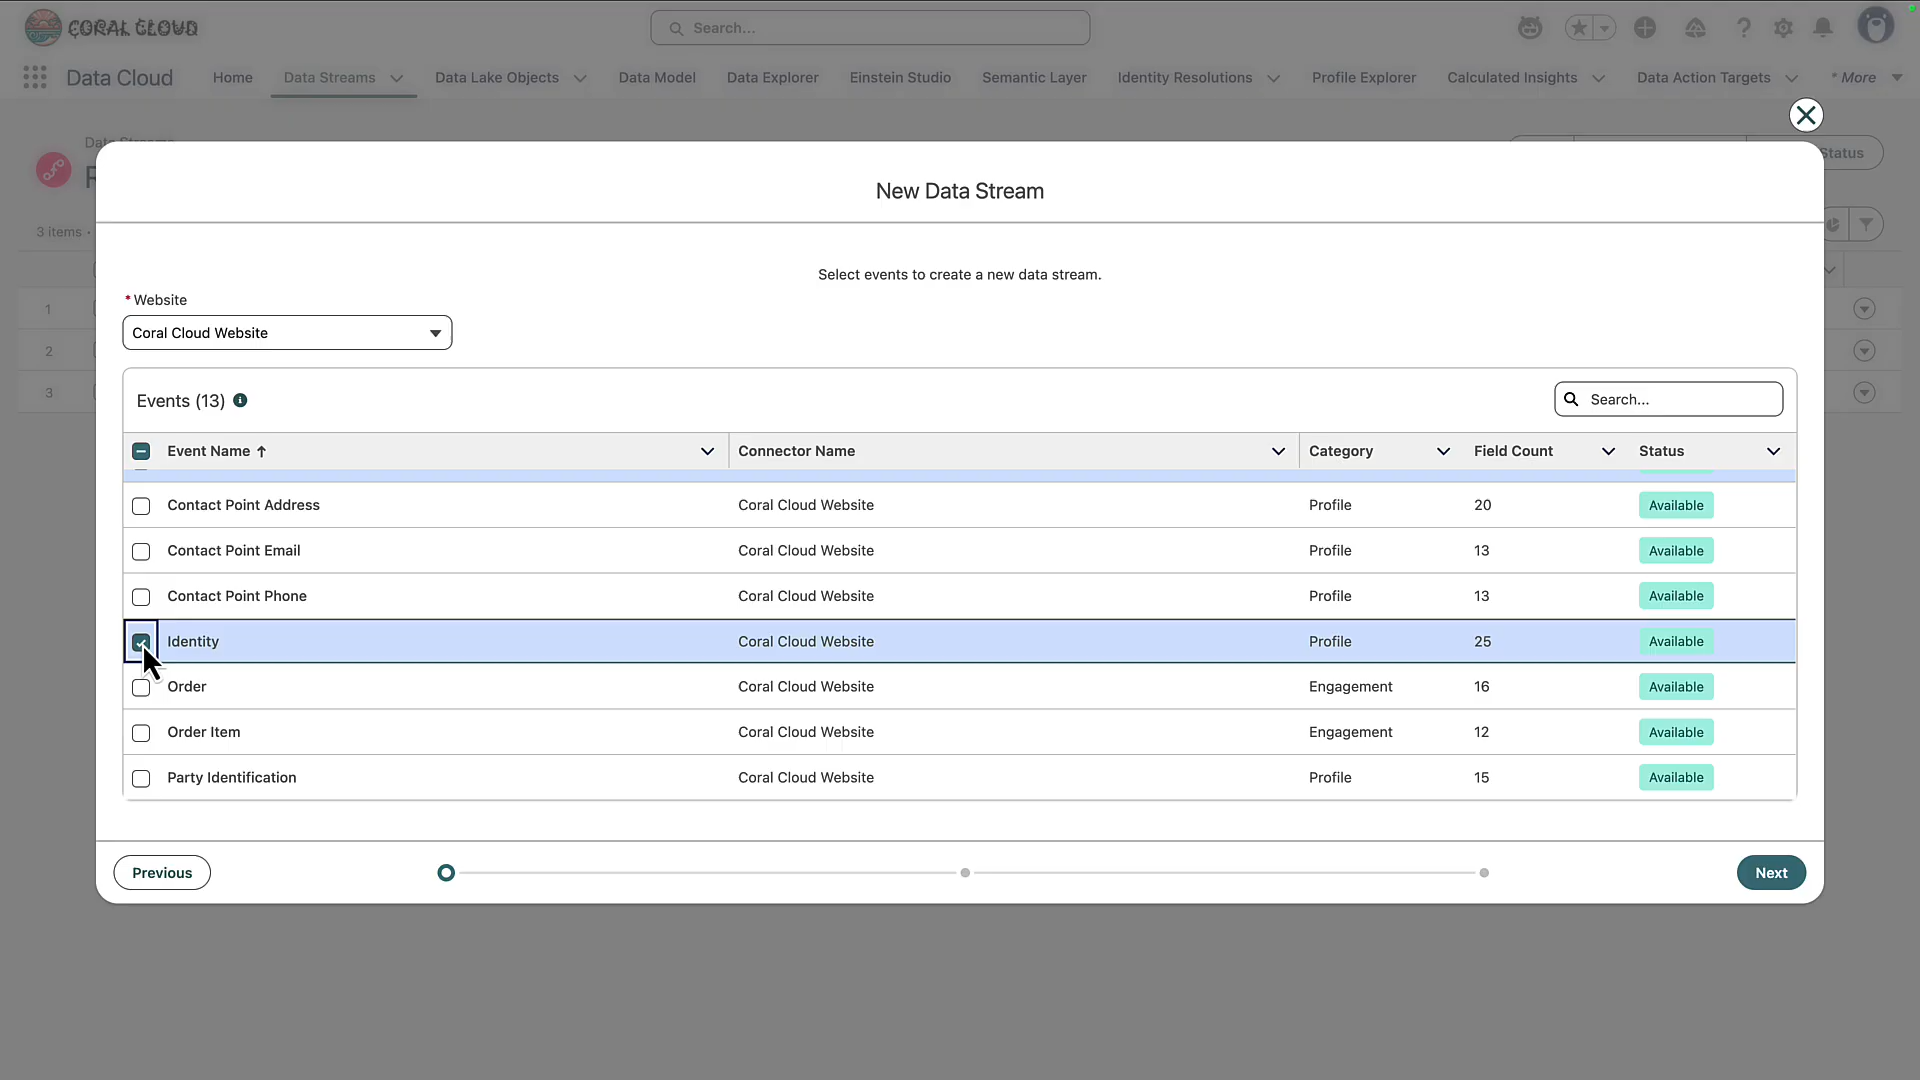 CORAL CLOUD
Search...
Data Cloud
Home
Data Streams
Data Lake Objects
Data Model
Data Explorer
Einstein Studio
Semantic Layer
Identity Resolutions
Profile Explorer
Calculated Insights
Data Action Targets
* More
Data Streams
Status
3 items •
1
2
3
New Data Stream
Select events to create a new data stream.
* Website
Coral Cloud Website
Events (13)
Search...
Event Name ↑ Connector Name Category Field Count Status
Contact Point Address Coral Cloud Website Profile 20 Available
Contact Point Email Coral Cloud Website Profile 13 Available
Contact Point Phone Coral Cloud Website Profile 13 Available
Identity Coral Cloud Website Profile 25 Available
Order Coral Cloud Website Engagement 16 Available
Order Item Coral Cloud Website Engagement 12 Available
Party Identification Coral Cloud Website Profile 15 Available
Previous
Next